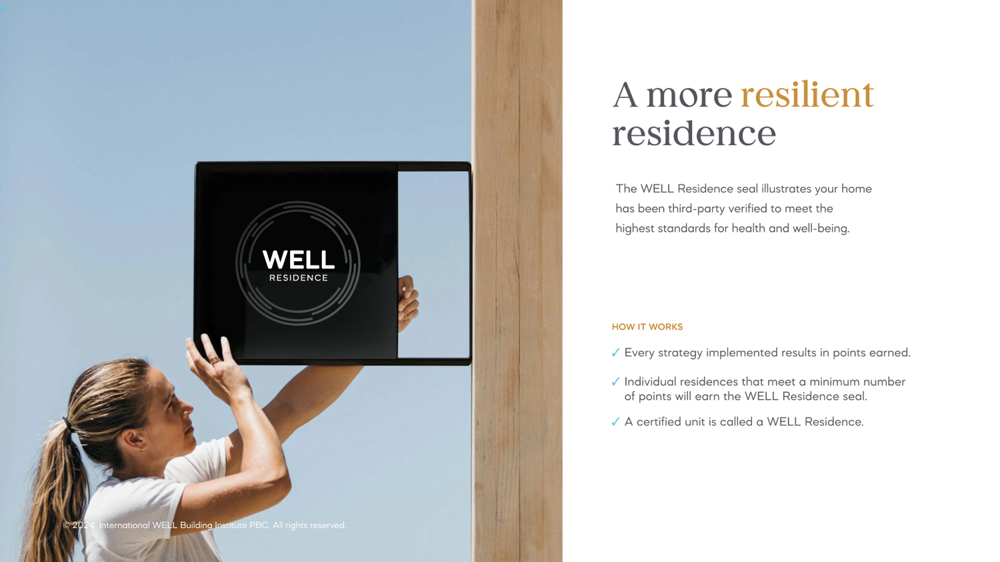 A more resilient
residence
The WELL Residence seal illustrates your home
has been third-party verified to meet the
highest standards for health and well-being.
WELL
RESIDENCE
HOW IT WORKS
✓ Every strategy implemented results in points earned.
✓ Individual residences that meet a minimum number
of points will earn the WELL Residence seal.
✓ A certified unit is called a WELL Residence.
© 2024. International WELL Building Institute PBC. All rights reserved.